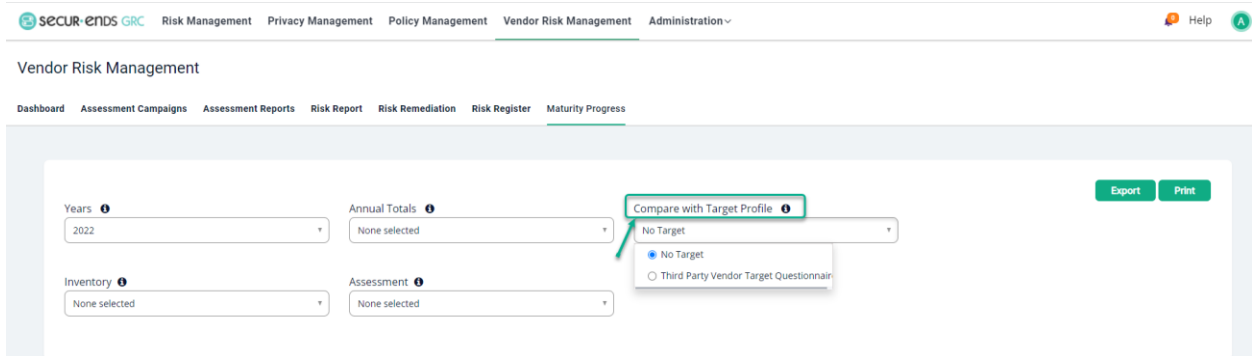 SECUR·ENDS GRC Risk Management Privacy Management Policy Management Vendor Risk Management Administration Help A
Vendor Risk Management
Dashboard Assessment Campaigns Assessment Reports Risk Report Risk Remediation Risk Register Maturity Progress
Export Print
Years Annual Totals Compare with Target Profile
2022 None selected No Target
No Target
Third Party Vendor Target Questionnair
Inventory Assessment
None selected None selected